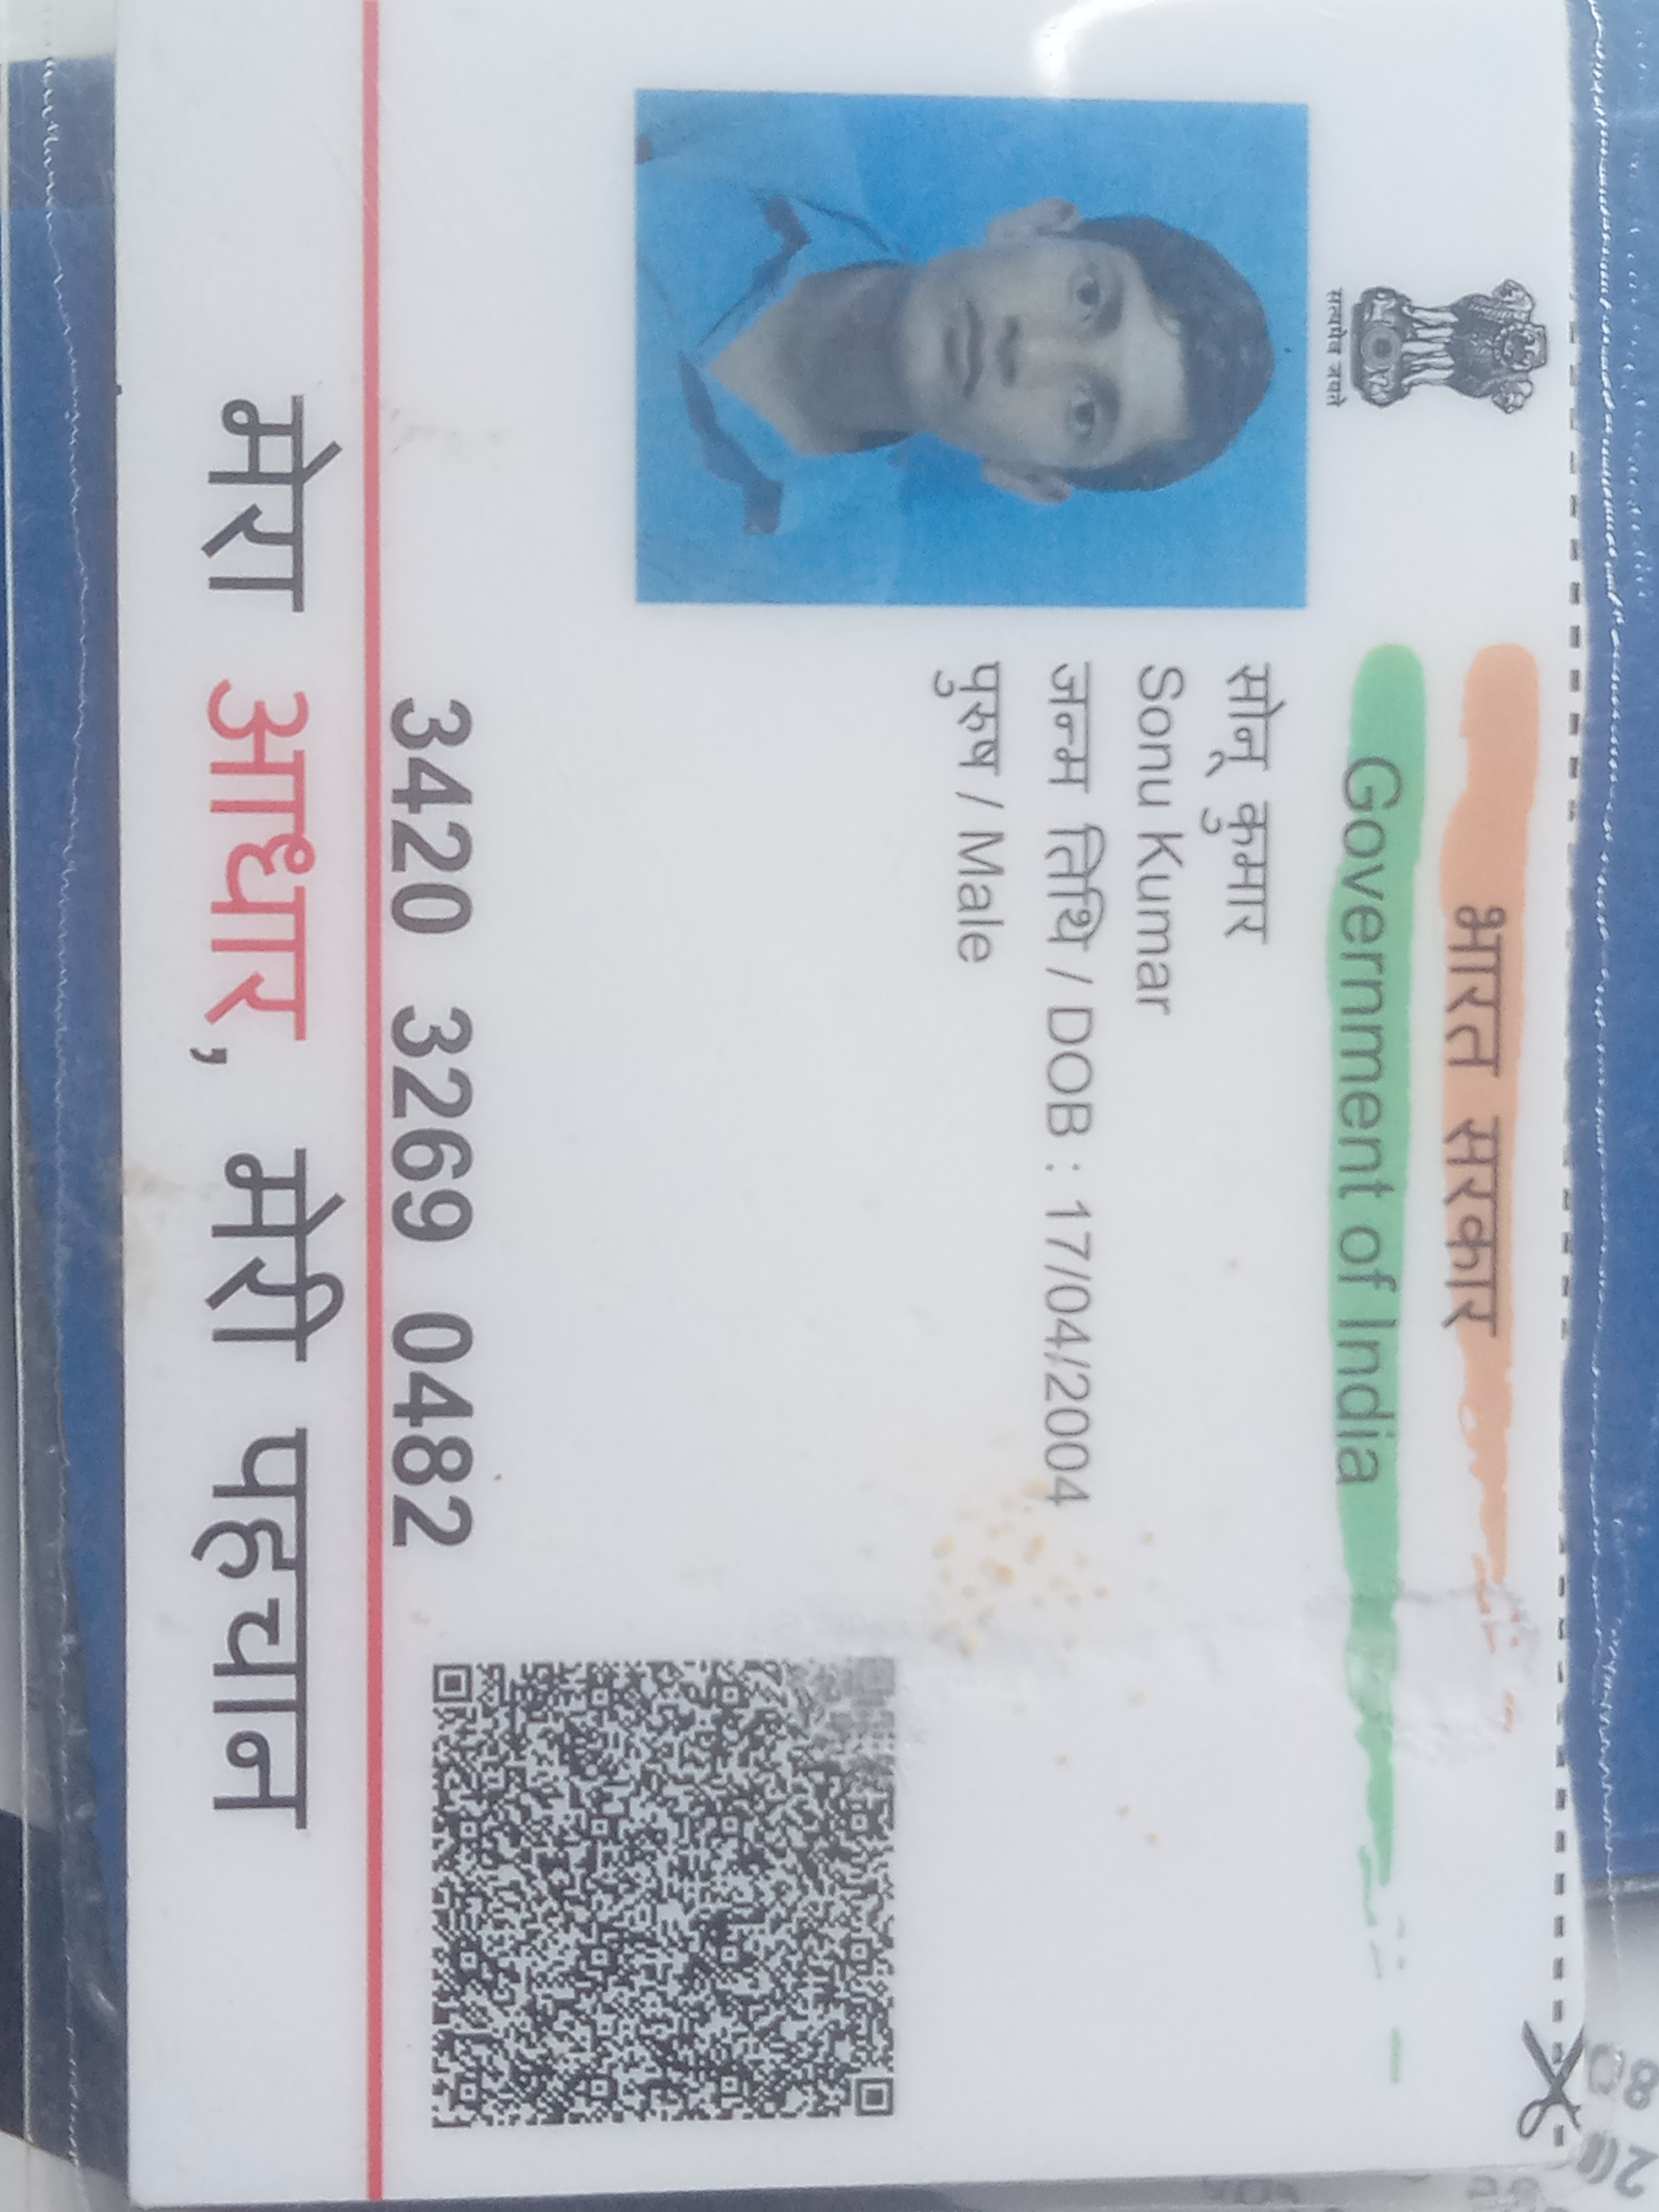 भारत सरकार
Government of India
सत्यमेव जयते
सोनू कुमार
Sonu Kumar
जन्म तिथि / DOB : 17/04/2004
पुरुष / Male
3420 3269 0482
मेरा आधार, मेरी पहचान